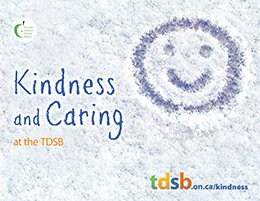 Kindness
and Caring
at the TDSB
tdsb.on.ca/kindness